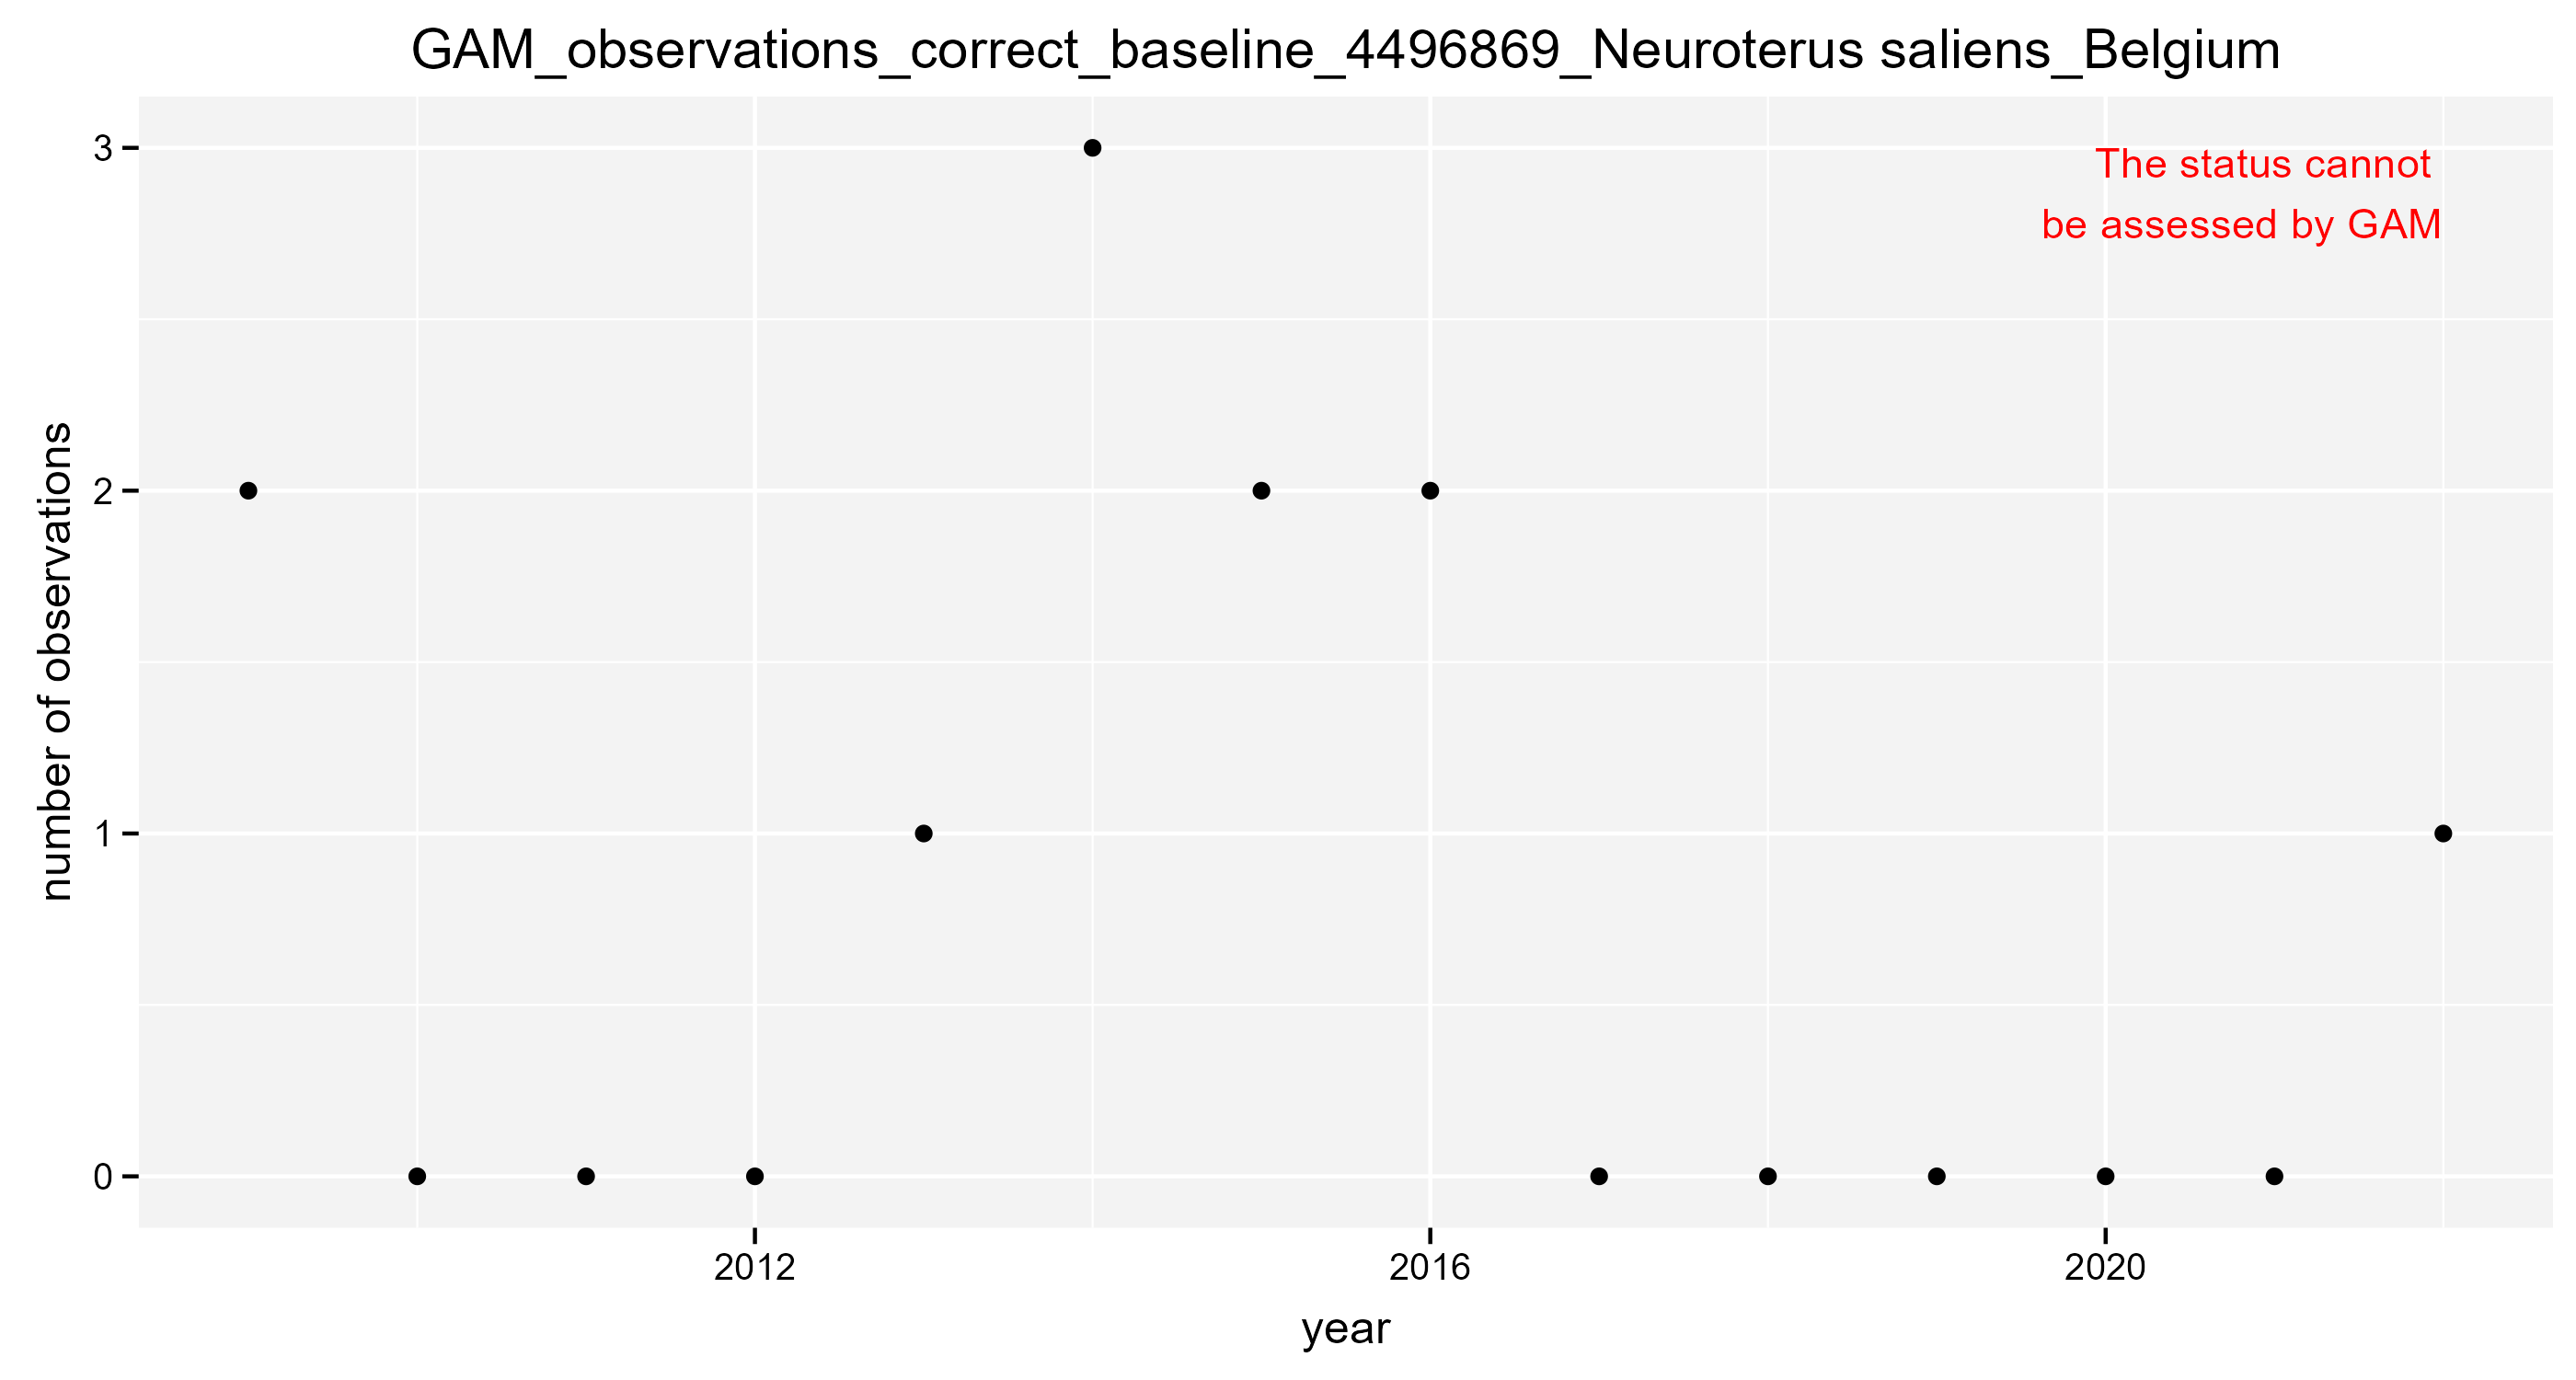 GAM_observations_correct_baseline_4496869_Neuroterus saliens_Belgium
3
The status cannot
be assessed by GAM
number of observations
2
1
0
2012
2016
2020
year